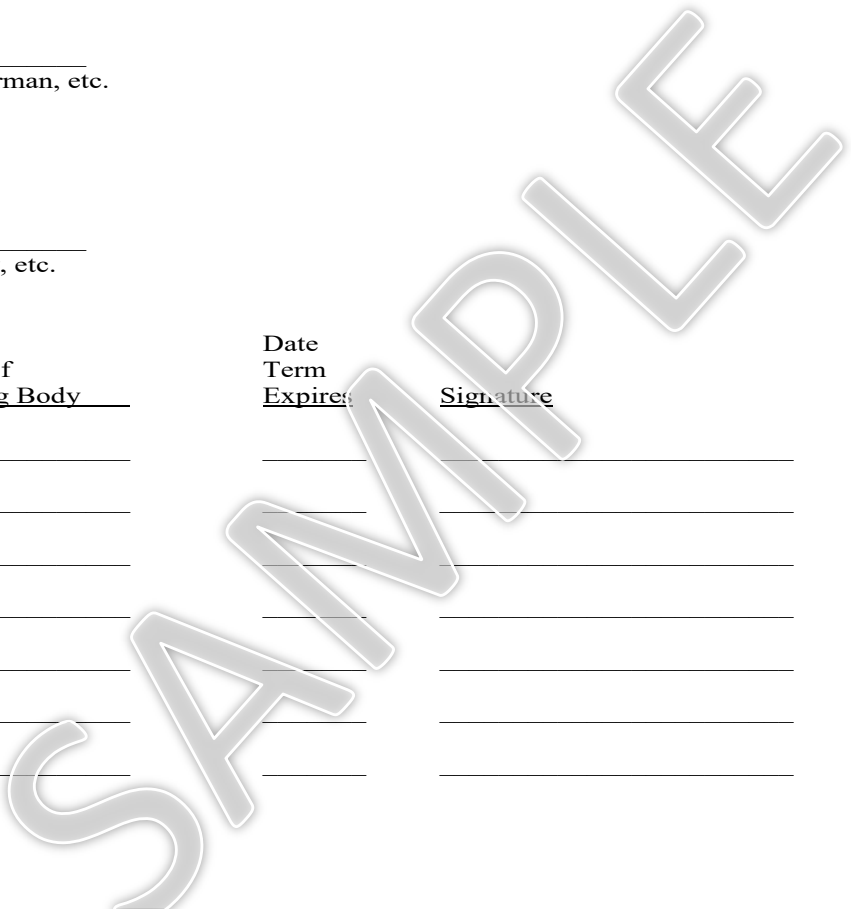 rman, etc.
, etc.
Date
Term
f
Expires
g Body
Signature
SAMPLE